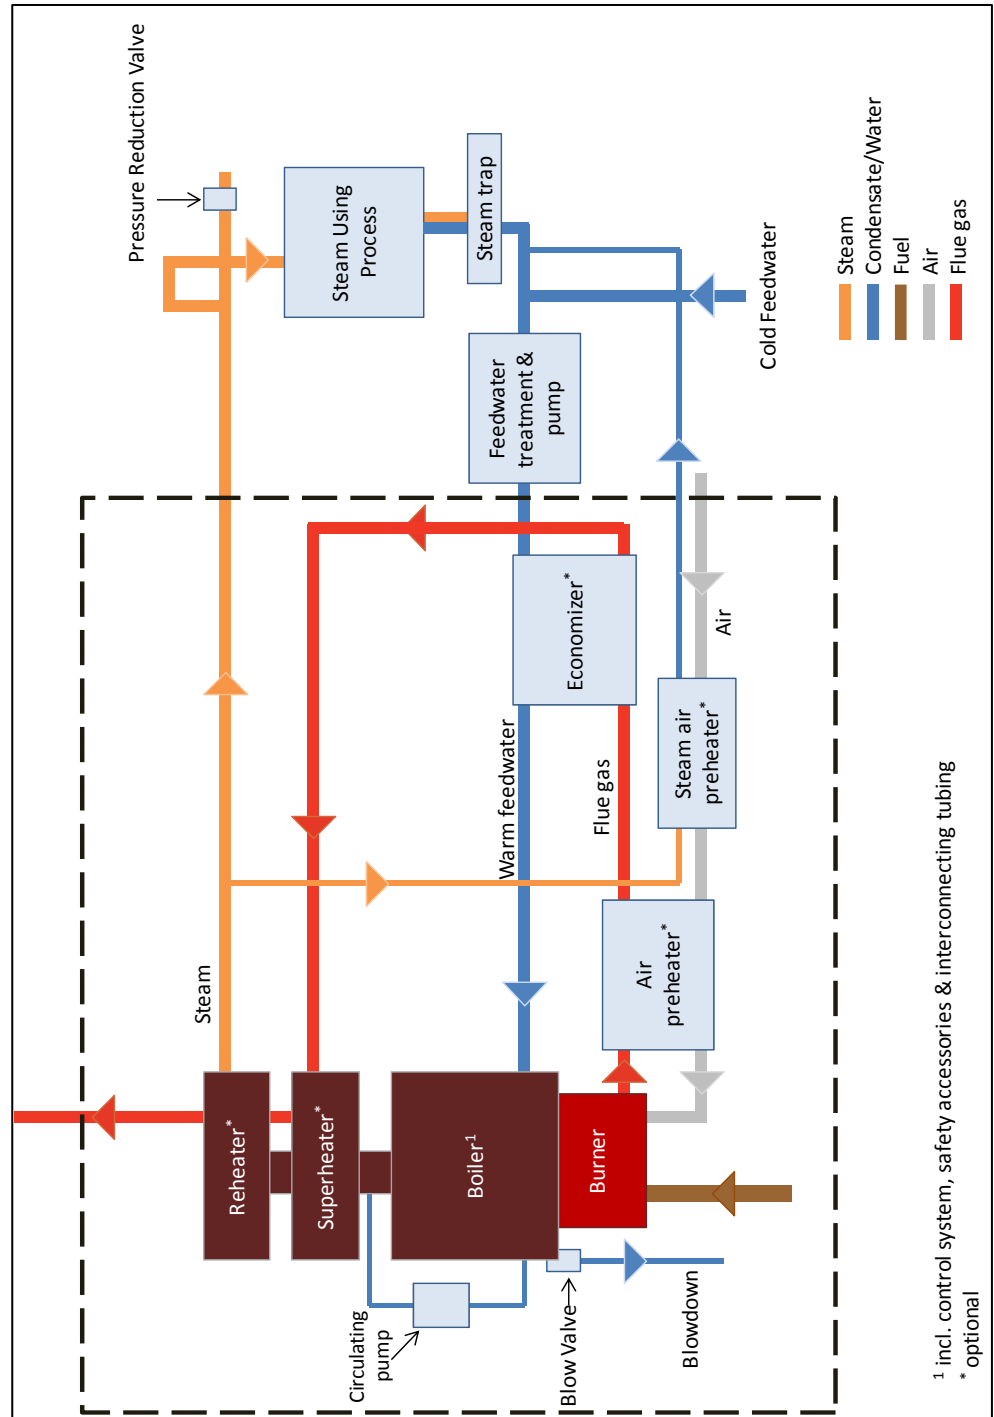 Reheater*
Superheater*
Boiler¹
Burner
Circulating
pump
Blow Valve
Blowdown
Steam
Warm feedwater
Flue gas
Air
preheater*
Steam air
preheater*
Air
Economizer*
Feedwater
treatment &
pump
Steam trap
Steam Using
Process
Pressure Reduction Valve
Cold Feedwater
Steam
Condensate/Water
Fuel
Air
Flue gas
¹ incl. control system, safety accessories & interconnecting tubing
* optional